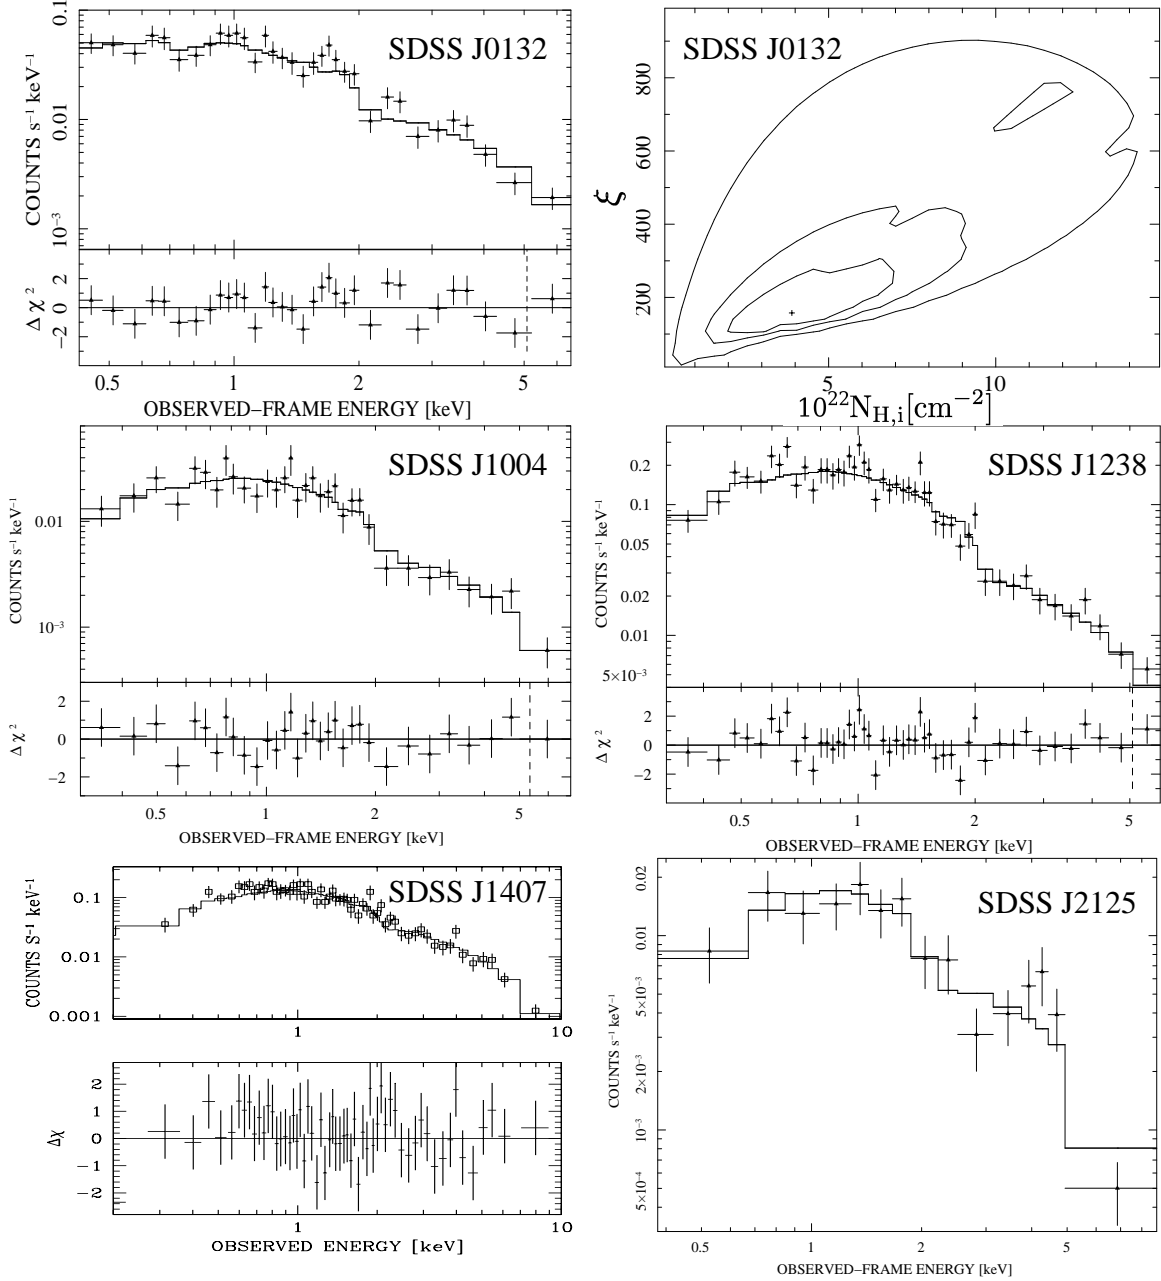 SDSS J0132
COUNTS s⁻¹ keV⁻¹
0.1
0.01
10⁻³
Δ χ²
2
0
−2
0.5 1 2 5
OBSERVED−FRAME ENERGY [keV]
SDSS J0132
ξ
800
600
400
200
5 10
10²²N_H,i[cm⁻²]
SDSS J1004
COUNTS s⁻¹ keV⁻¹
0.01
10⁻³
Δ χ²
2
0
−2
0.5 1 2 5
OBSERVED−FRAME ENERGY [keV]
SDSS J1238
COUNTS s⁻¹ keV⁻¹
0.2
0.1
0.05
0.02
0.01
5×10⁻³
Δ χ²
2
0
−2
0.5 1 2 5
OBSERVED−FRAME ENERGY [keV]
SDSS J1407
COUNTS S⁻¹ keV⁻¹
0.1
0.01
0.001
1 10
Δχ
2
1
0
−1
−2
1 10
OBSERVED ENERGY [keV]
SDSS J2125
COUNTS s⁻¹ keV⁻¹
0.02
0.01
5×10⁻³
2×10⁻³
10⁻³
5×10⁻⁴
0.5 1 2 5
OBSERVED−FRAME ENERGY [keV]